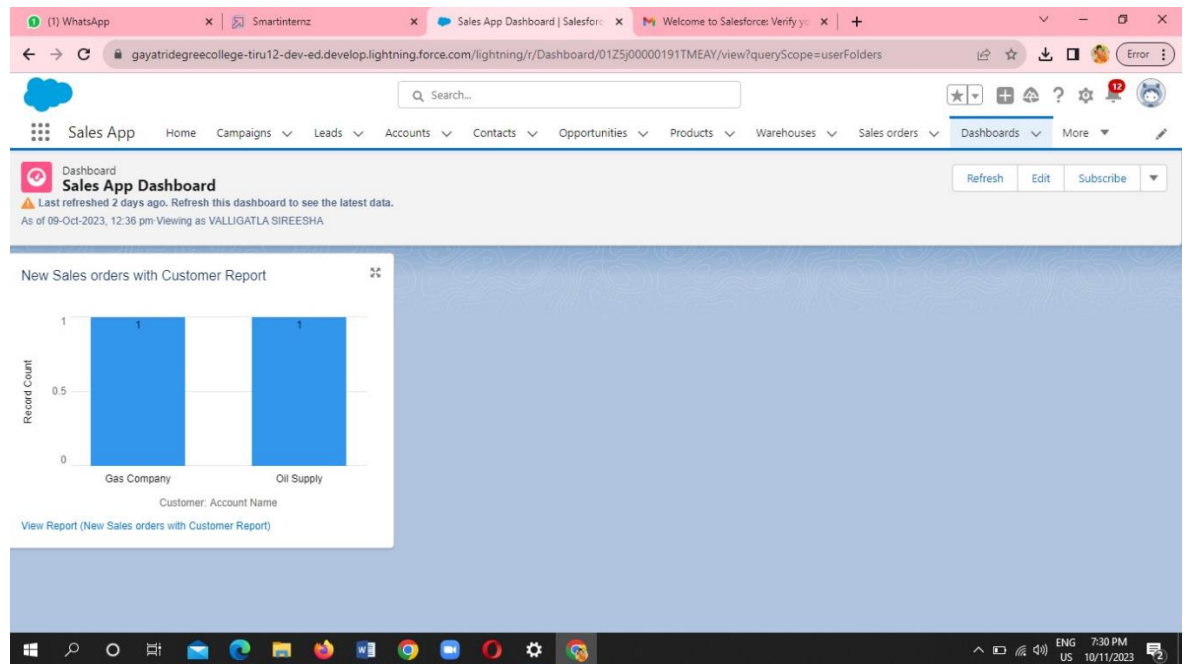 (1) WhatsApp
Smartinternz
Sales App Dashboard | Salesforc
Welcome to Salesforce: Verify yo
gayatridegreecollege-tiru12-dev-ed.develop.lightning.force.com/lightning/r/Dashboard/01Z5j00000191TMEAY/view?queryScope=userFolders
Error
Search...
12
Sales App Home Campaigns Leads Accounts Contacts Opportunities Products Warehouses Sales orders Dashboards More
Dashboard
Sales App Dashboard
Last refreshed 2 days ago. Refresh this dashboard to see the latest data.
As of 09-Oct-2023, 12:36 pm·Viewing as VALLIGATLA SIREESHA
Refresh Edit Subscribe
New Sales orders with Customer Report
Record Count
1
0.5
0
1 1
Gas Company Oil Supply
Customer: Account Name
View Report (New Sales orders with Customer Report)
ENG 7:30 PM
US 10/11/2023
2